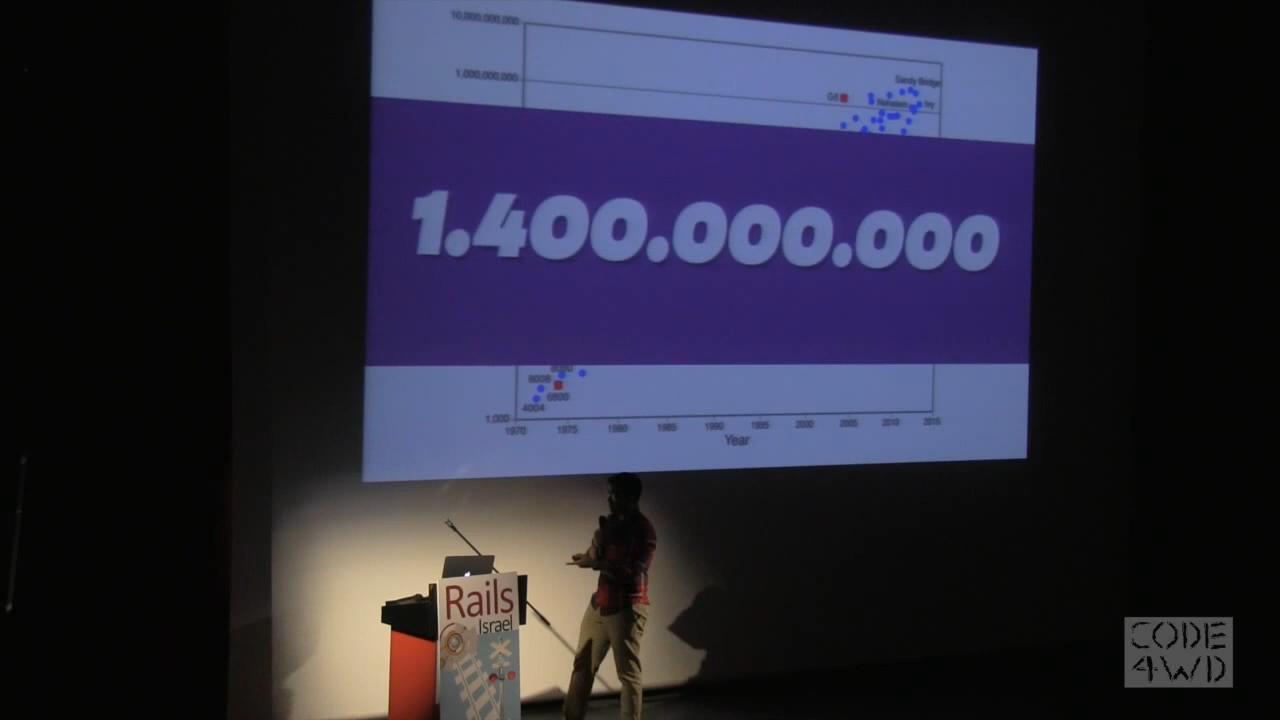 10,000,000,000
1,000,000,000
Sandy Bridge
G5
Nehalem
Ivy
1.400.000.000
8080
8008
6800
4004
1,000
1970 1975 1980 1985 1990 1995 2000 2005 2010 2015
Year
Rails
Israel
CODE
4WD